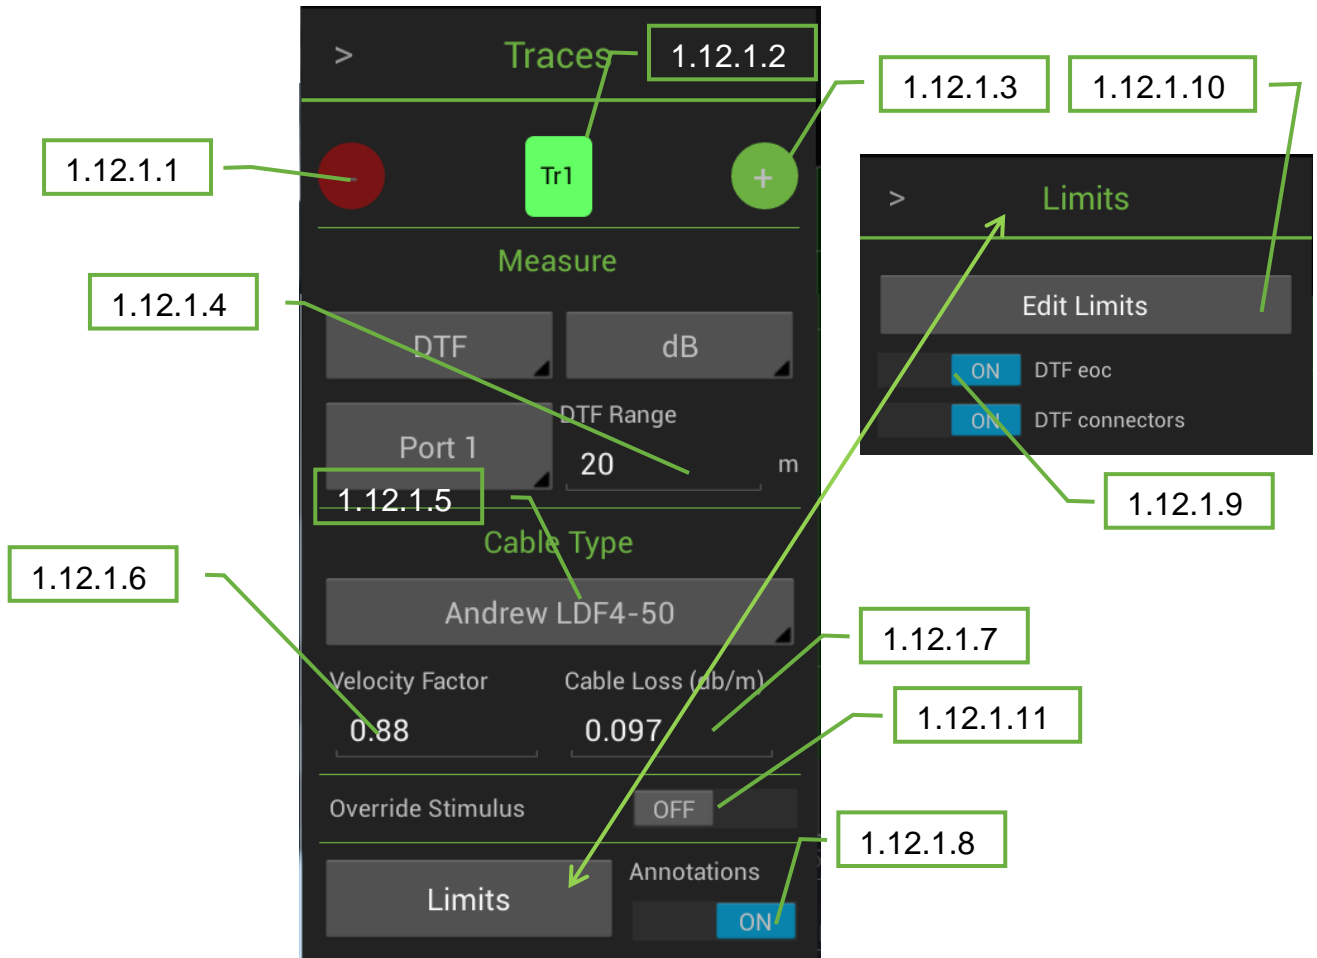 > Traces
1.12.1.2
1.12.1.3
1.12.1.10
1.12.1.1
-
Tr1
+
> Limits
Measure
1.12.1.4
Edit Limits
DTF
dB
ON DTF eoc
Port 1
DTF Range
20 m
ON DTF connectors
1.12.1.5
1.12.1.9
Cable Type
1.12.1.6
Andrew LDF4-50
1.12.1.7
Velocity Factor
Cable Loss (db/m)
0.88
0.097
1.12.1.11
Override Stimulus OFF
1.12.1.8
Limits
Annotations
ON